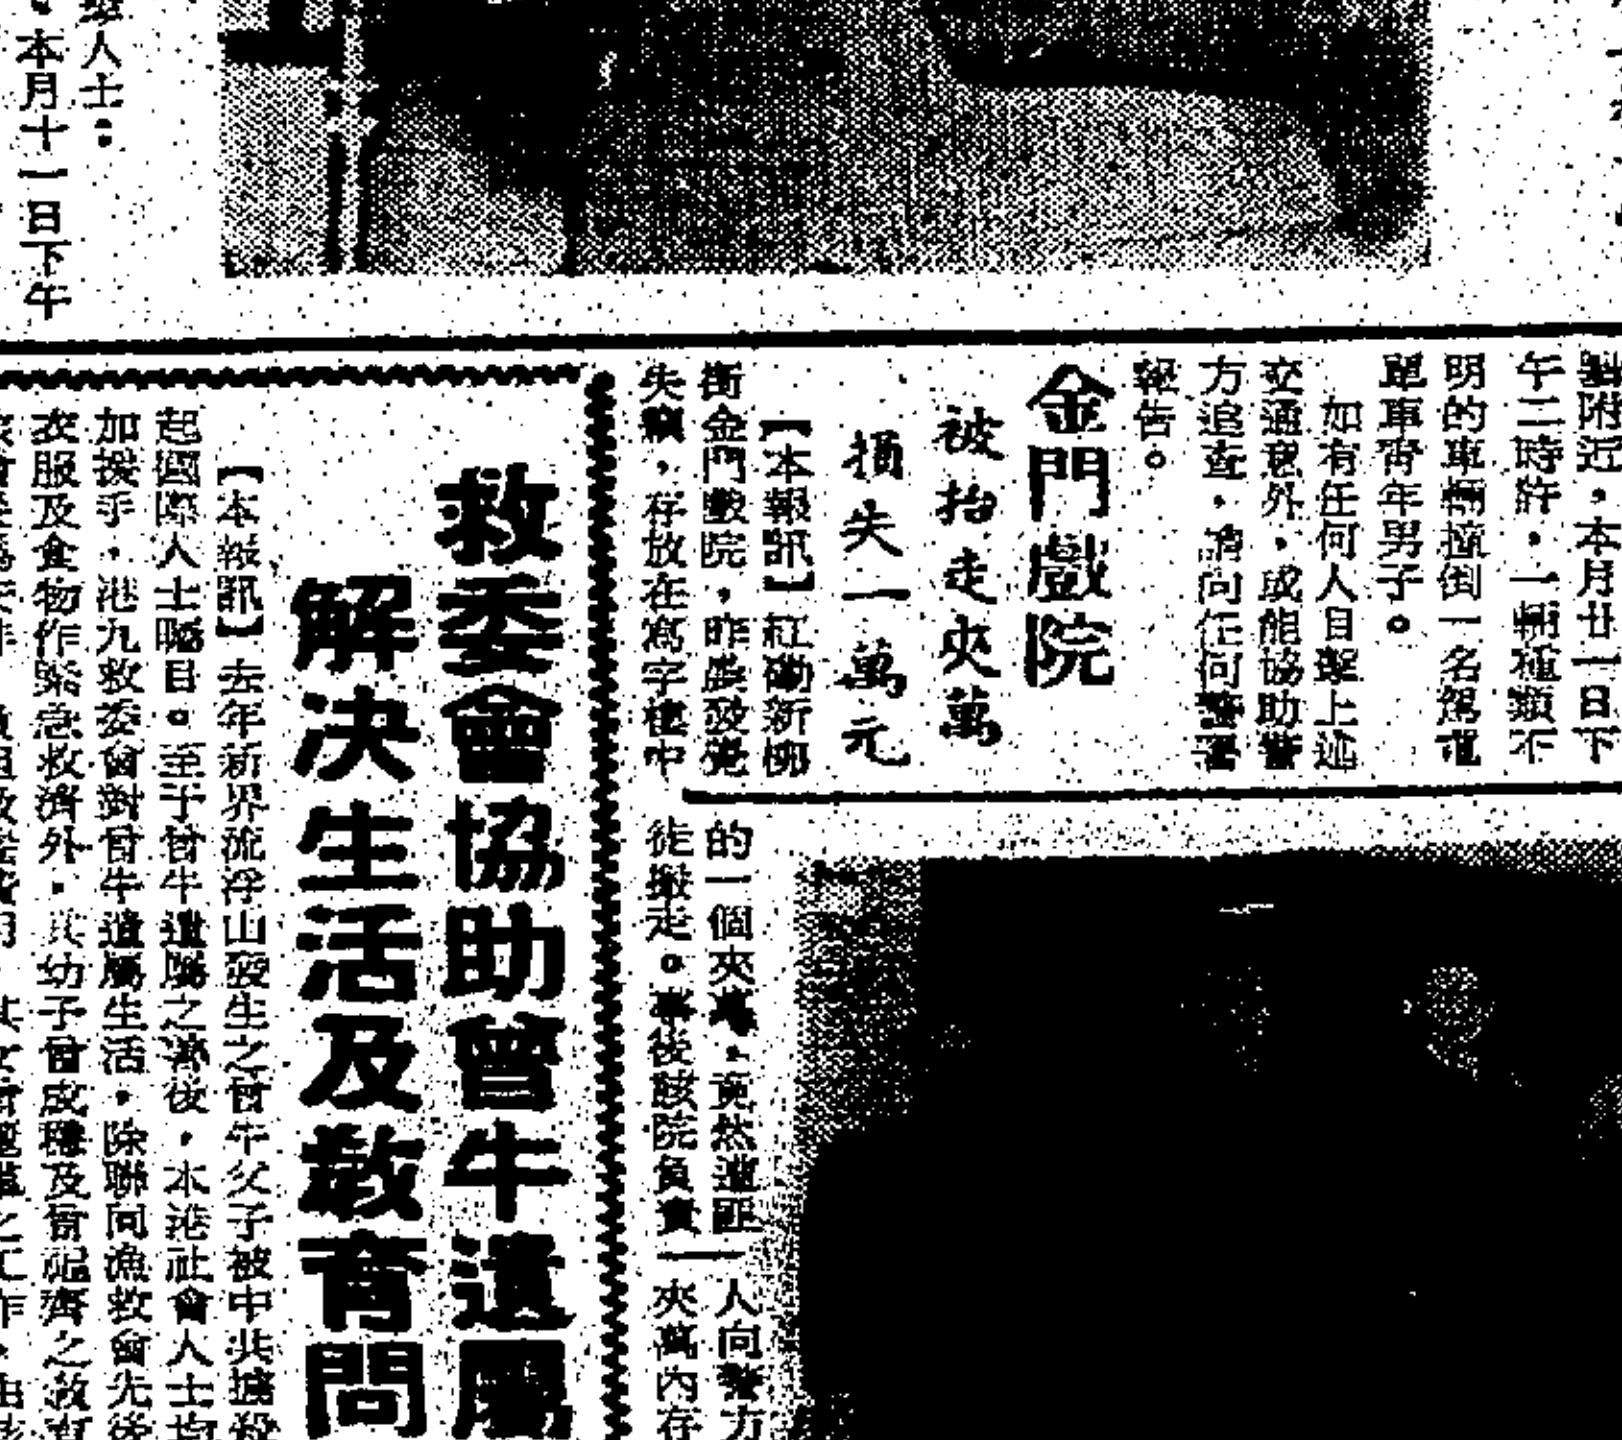 附近，本月廿一日下
午二時許，一輛種類不
明的車輛撞倒一名駕電
單車青年男子。
如有任何人目擊上述
交通意外，或能協助警
方追查，請向任何警署
報告。
金門戲院
被抬走夾萬
損失一萬元
【本報訊】紅磡新柳
街金門戲院，昨晨發覺
失竊，存放在寫字樓中
的一個夾萬，竟然遭匪
徒搬走。事後該院負責
人向警方
夾萬內存
救委會協助曾牛遺屬
解決生活及教育問
【本報訊】去年新界流浮山發生之曾牛父子被中共擄殺
起國際人士矚目。至于曾牛遺屬之善後，本港社會人士均
加援手，港九救委會對曾牛遺屬生活，除聯同漁救會先後
衣服及食物作緊急救濟外，其幼子曾成穗及曾祀濟之教育
人士：
本月十一日下午